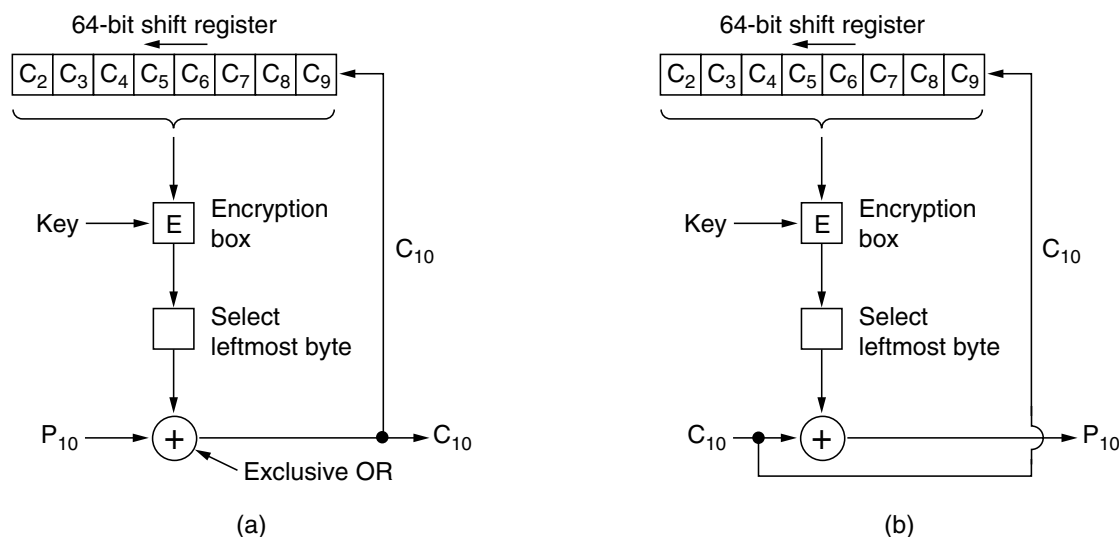 64-bit shift register
C2 C3 C4 C5 C6 C7 C8 C9
Key
E
Encryption
box
C10
Select
leftmost byte
P10
+
C10
Exclusive OR
(a)
64-bit shift register
C2 C3 C4 C5 C6 C7 C8 C9
Key
E
Encryption
box
C10
Select
leftmost byte
C10
+
P10
(b)